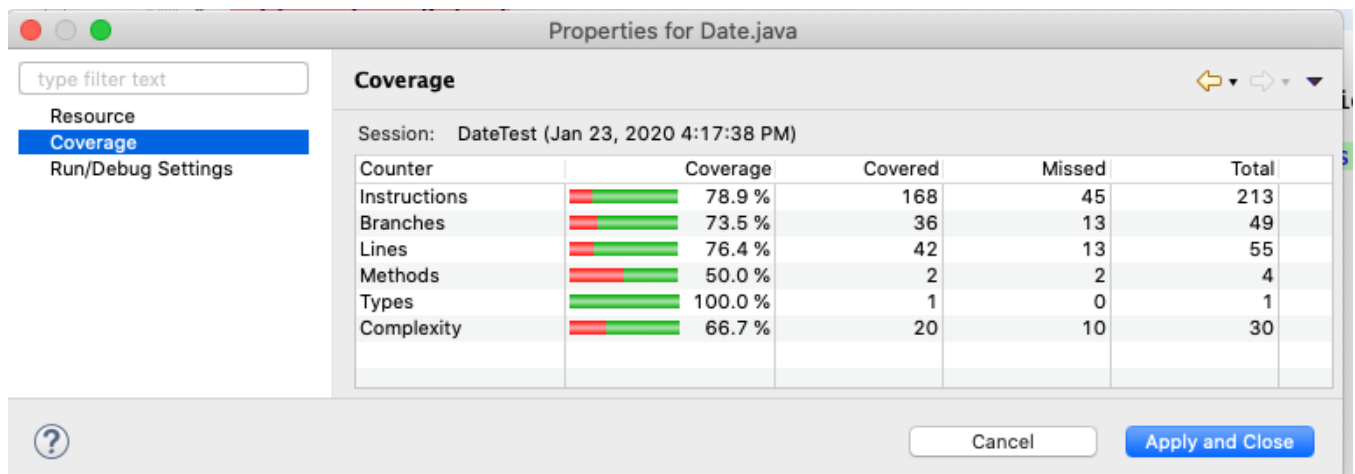 Properties for Date.java
type filter text
Resource
Coverage
Run/Debug Settings
Coverage
Session: DateTest (Jan 23, 2020 4:17:38 PM)
Counter Coverage Covered Missed Total
Instructions 78.9 % 168 45 213
Branches 73.5 % 36 13 49
Lines 76.4 % 42 13 55
Methods 50.0 % 2 2 4
Types 100.0 % 1 0 1
Complexity 66.7 % 20 10 30
?
Cancel
Apply and Close